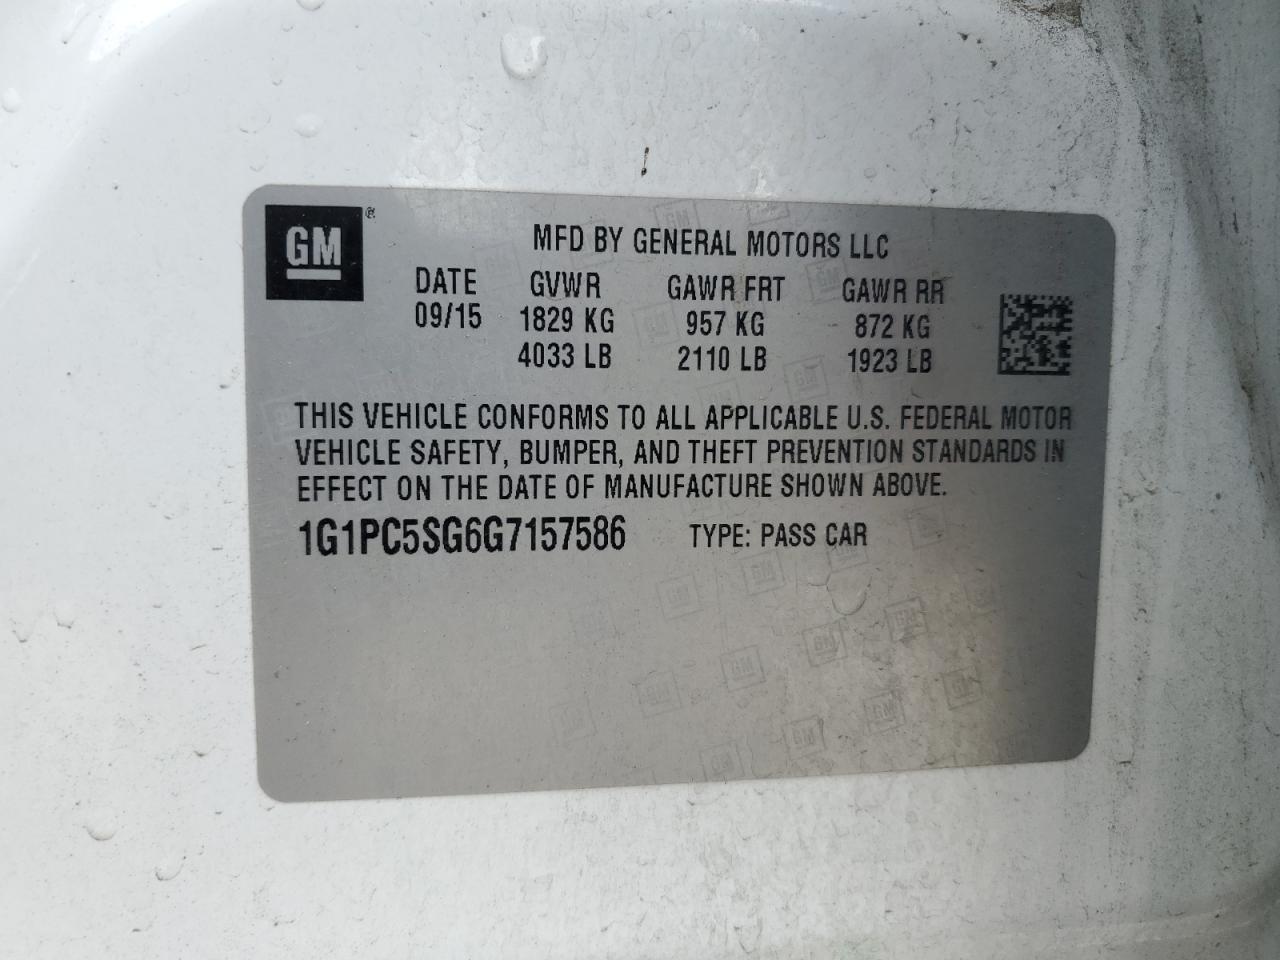 GM®
MFD BY GENERAL MOTORS LLC
DATE GVWR GAWR FRT GAWR RR
09/15 1829 KG 957 KG 872 KG
4033 LB 2110 LB 1923 LB
THIS VEHICLE CONFORMS TO ALL APPLICABLE U.S. FEDERAL MOTOR
VEHICLE SAFETY, BUMPER, AND THEFT PREVENTION STANDARDS IN
EFFECT ON THE DATE OF MANUFACTURE SHOWN ABOVE.
1G1PC5SG6G7157586 TYPE: PASS CAR